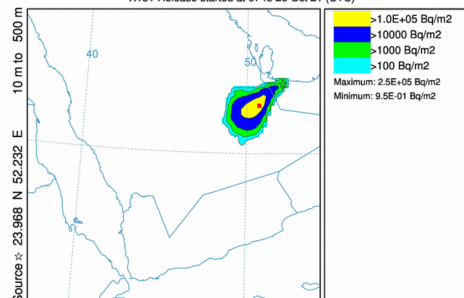 40
50
Source ☆ 23.968 N 52.232 E 10 m to 500 m
>1.0E+05 Bq/m2
>10000 Bq/m2
>1000 Bq/m2
>100 Bq/m2
Maximum: 2.5E+05 Bq/m2
Minimum: 9.5E-01 Bq/m2